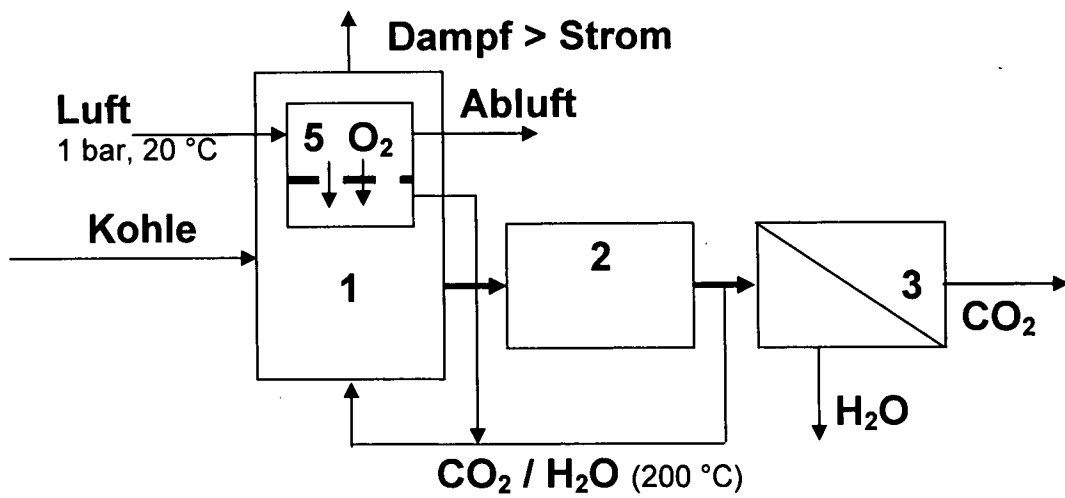 Dampf > Strom
Luft
Abluft
1 bar, 20 °C
5 O₂
Kohle
1
2
3
CO₂
H₂O
CO₂ / H₂O (200 °C)